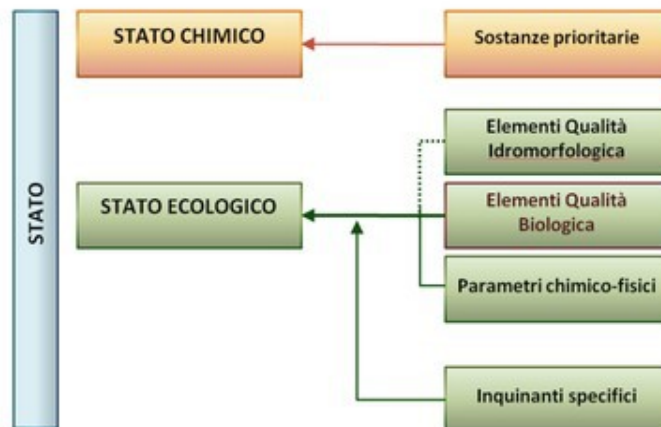 STATO
STATO CHIMICO
Sostanze prioritarie
Elementi Qualità
Idromorfologica
STATO ECOLOGICO
Elementi Qualità
Biologica
Parametri chimico-fisici
Inquinanti specifici